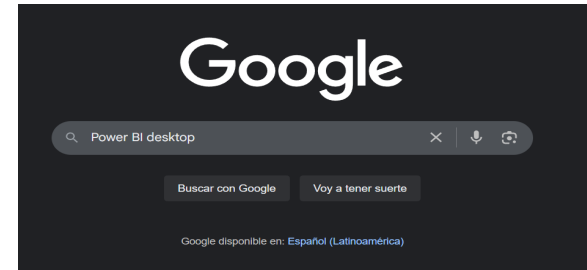 Google
Power BI desktop
Buscar con Google Voy a tener suerte
Google disponible en: Español (Latinoamérica)